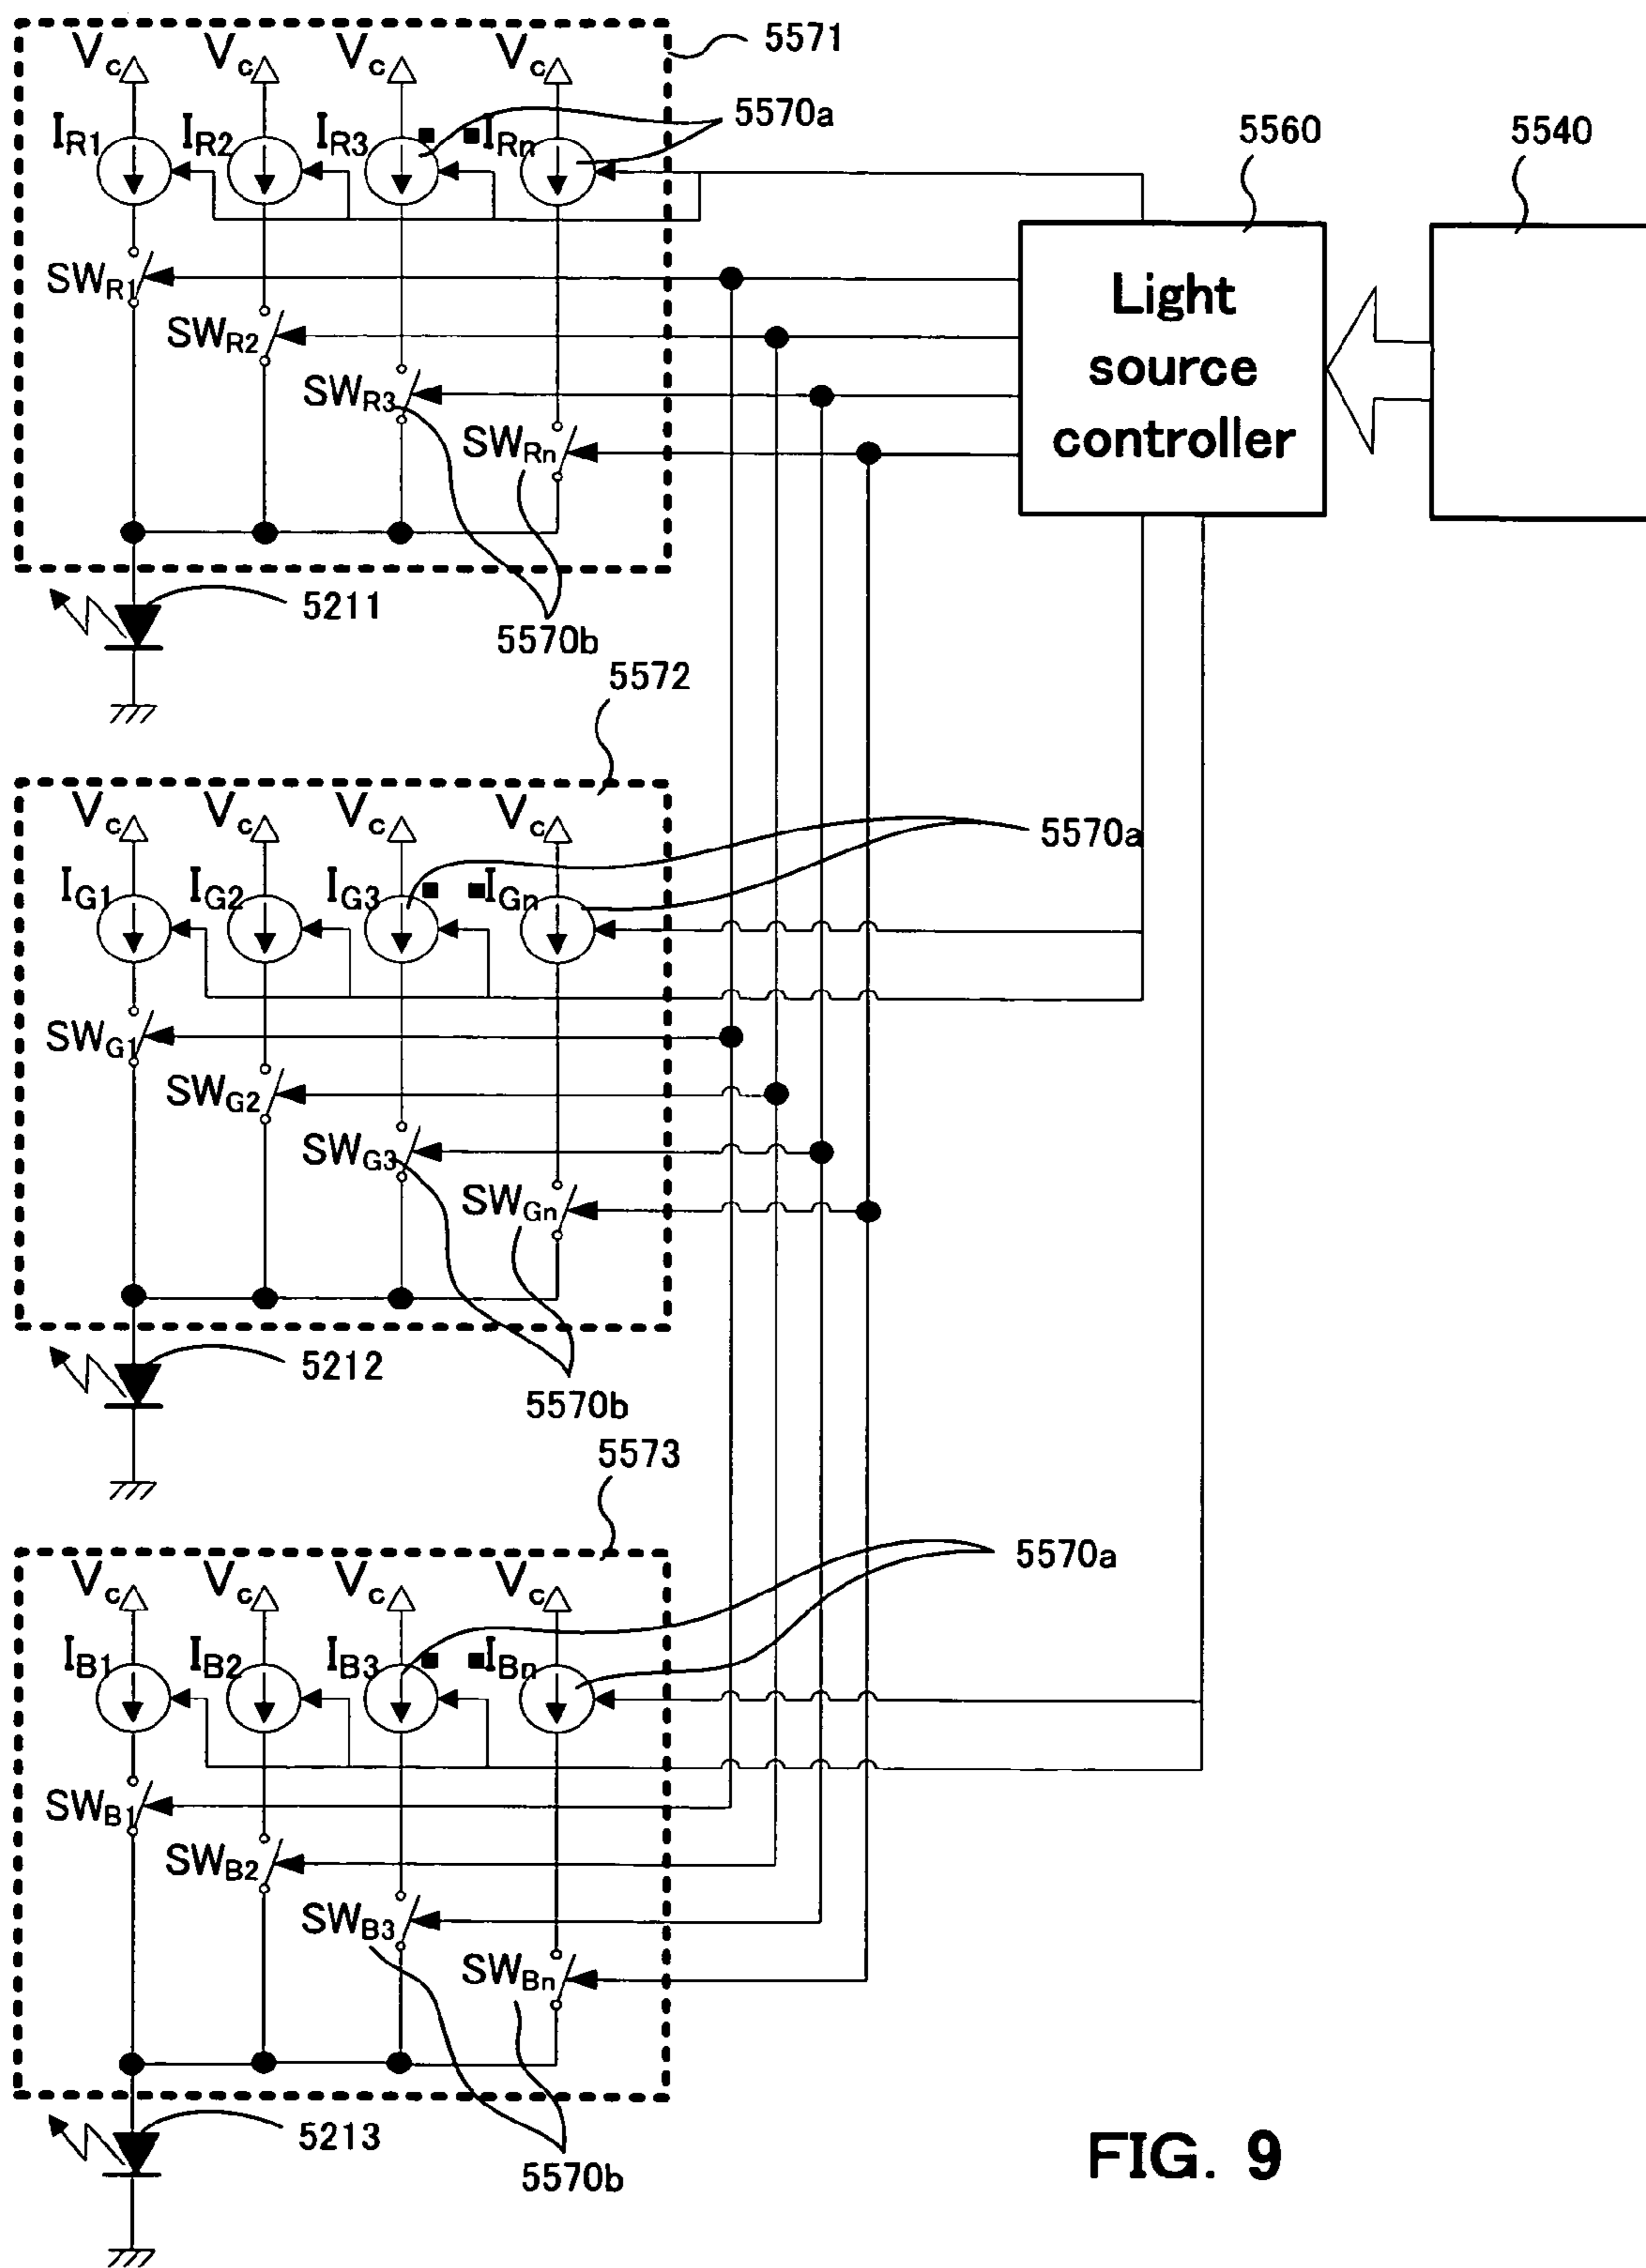 5571
Vc Vc Vc Vc
5570a
IR1 IR2 IR3 ■ ■ IRn
5560
5540
SWR1
SWR2
SWR3
SWRn
Light
source
controller
5211
5570b
5572
Vc Vc Vc Vc
5570a
IG1 IG2 IG3 ■ ■ IGn
SWG1
SWG2
SWG3
SWGn
5212
5570b
5573
5570a
Vc Vc Vc Vc
IB1 IB2 IB3 ■ ■ IBn
SWB1
SWB2
SWB3
SWBn
5213
5570b
FIG. 9